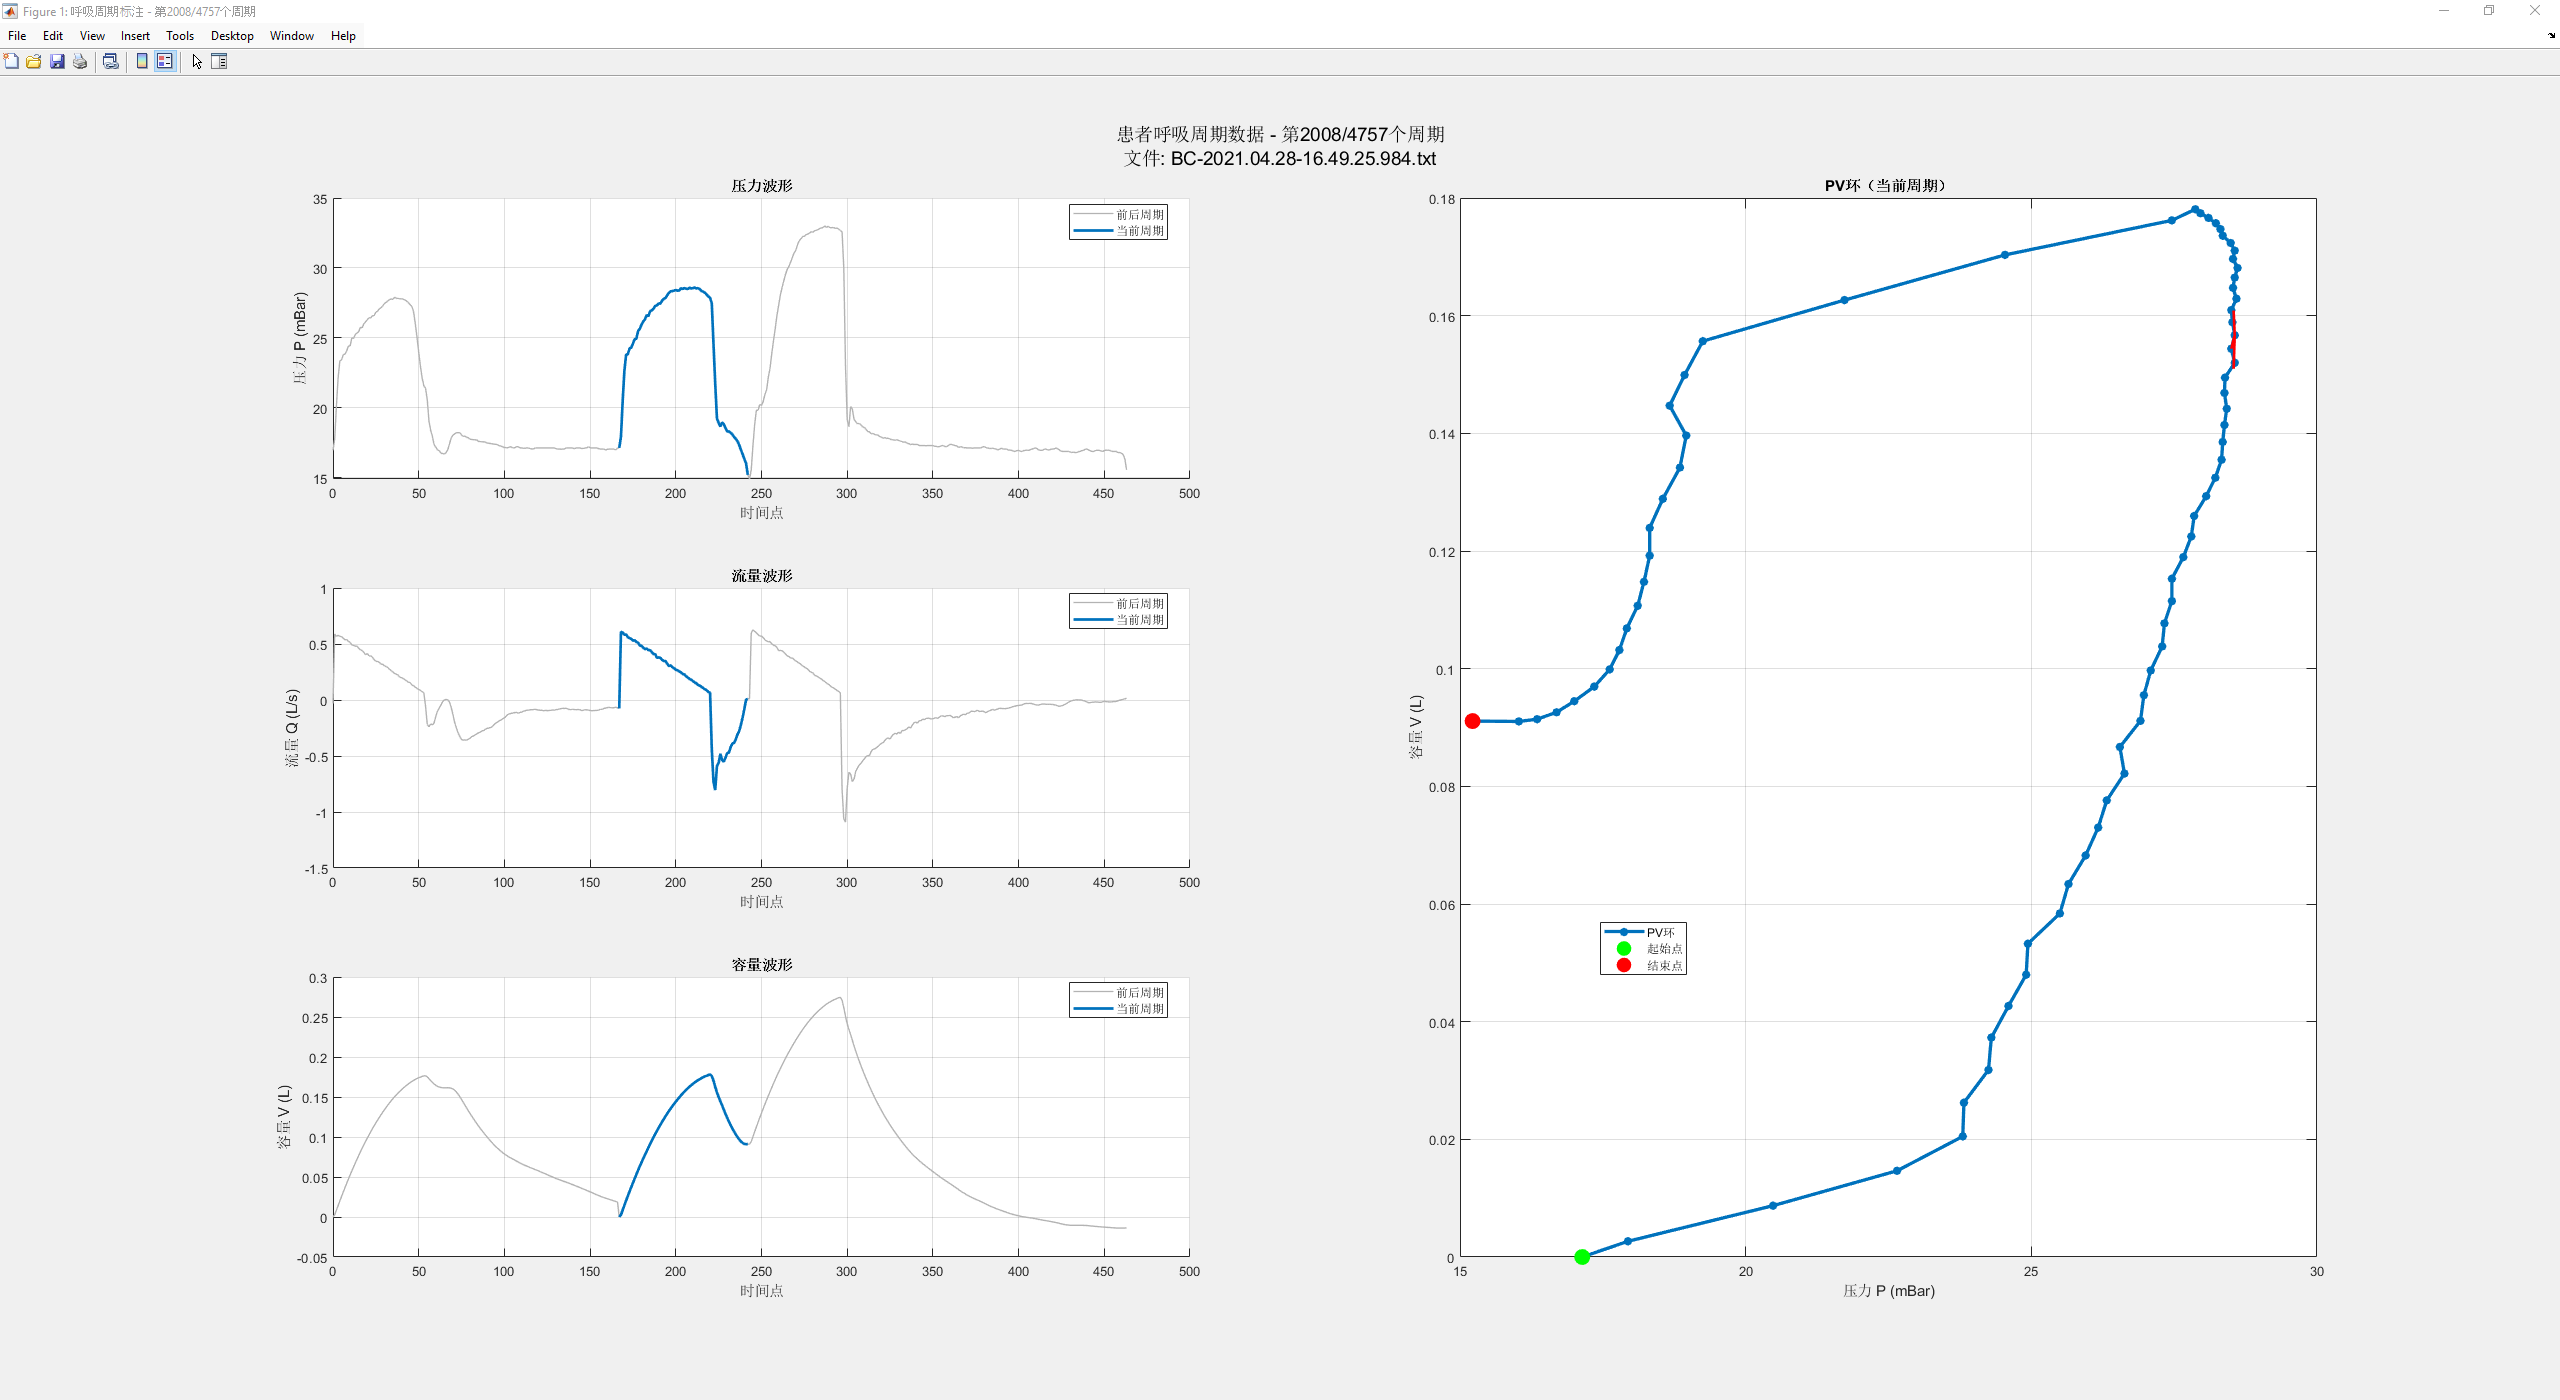 Figure 1: 呼吸周期标注 - 第2008/4757个周期
File Edit View Insert Tools Desktop Window Help
患者呼吸周期数据 - 第2008/4757个周期
文件: BC-2021.04.28-16.49.25.984.txt
压力波形
35
30
25
20
15
压力 P (mBar)
前后周期
当前周期
0 50 100 150 200 250 300 350 400 450 500
时间点
流量波形
1
0.5
0
-0.5
-1
-1.5
流量 Q (L/s)
前后周期
当前周期
0 50 100 150 200 250 300 350 400 450 500
时间点
容量波形
0.3
0.25
0.2
0.15
0.1
0.05
0
-0.05
容量 V (L)
前后周期
当前周期
0 50 100 150 200 250 300 350 400 450 500
时间点
PV环（当前周期）
0.18
0.16
0.14
0.12
0.1
0.08
0.06
0.04
0.02
0
容量 V (L)
PV环
起始点
结束点
15 20 25 30
压力 P (mBar)